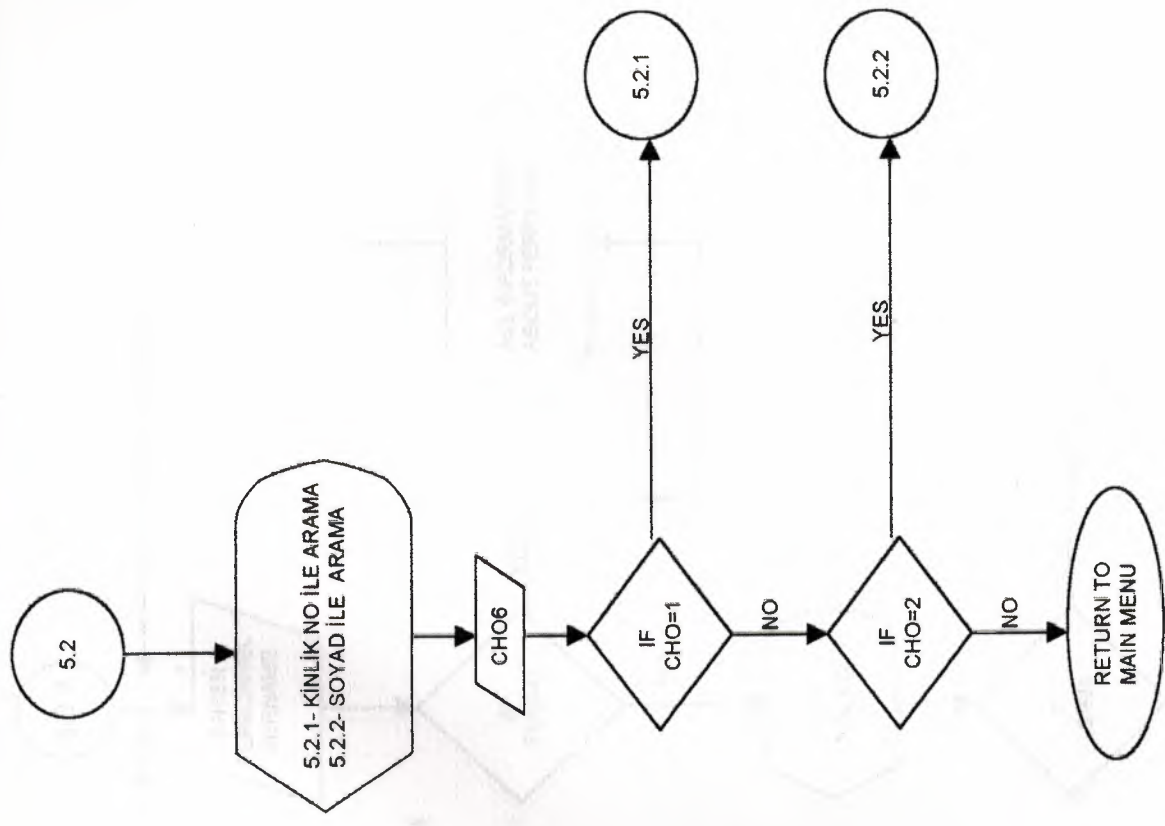 5.2
5.2.1- KİNLİK NO İLE ARAMA
5.2.2- SOYAD İLE ARAMA
CHO6
IF
CHO=1
YES
5.2.1
NO
IF
CHO=2
YES
5.2.2
NO
RETURN TO
MAIN MENU